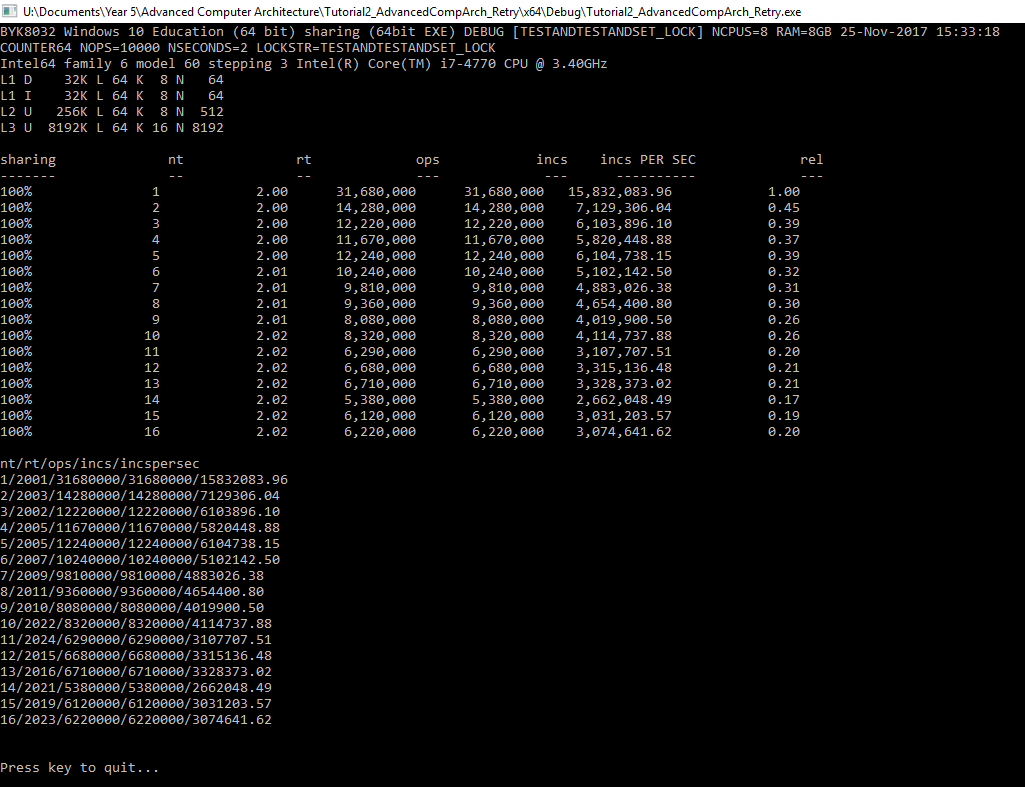 U:\Documents\Year 5\Advanced Computer Architecture\Tutorial2_AdvancedCompArch_Retry\x64\Debug\Tutorial2_AdvancedCompArch_Retry.exe
BYK8032 Windows 10 Education (64 bit) sharing (64bit EXE) DEBUG [TESTANDTESTANDSET_LOCK] NCPUS=8 RAM=8GB 25-Nov-2017 15:33:18
COUNTER64 NOPS=10000 NSECONDS=2 LOCKSTR=TESTANDTESTANDSET_LOCK
Intel64 family 6 model 60 stepping 3 Intel(R) Core(TM) i7-4770 CPU @ 3.40GHz
L1 D    32K L 64 K  8 N   64
L1 I    32K L 64 K  8 N   64
L2 U   256K L 64 K  8 N  512
L3 U  8192K L 64 K 16 N 8192
sharing nt rt ops incs incs PER SEC rel
------- -- -- --- --- ---------- ---
100% 1 2.00 31,680,000 31,680,000 15,832,083.96 1.00
100% 2 2.00 14,280,000 14,280,000 7,129,306.04 0.45
100% 3 2.00 12,220,000 12,220,000 6,103,896.10 0.39
100% 4 2.00 11,670,000 11,670,000 5,820,448.88 0.37
100% 5 2.00 12,240,000 12,240,000 6,104,738.15 0.39
100% 6 2.01 10,240,000 10,240,000 5,102,142.50 0.32
100% 7 2.01 9,810,000 9,810,000 4,883,026.38 0.31
100% 8 2.01 9,360,000 9,360,000 4,654,400.80 0.30
100% 9 2.01 8,080,000 8,080,000 4,019,900.50 0.26
100% 10 2.02 8,320,000 8,320,000 4,114,737.88 0.26
100% 11 2.02 6,290,000 6,290,000 3,107,707.51 0.20
100% 12 2.02 6,680,000 6,680,000 3,315,136.48 0.21
100% 13 2.02 6,710,000 6,710,000 3,328,373.02 0.21
100% 14 2.02 5,380,000 5,380,000 2,662,048.49 0.17
100% 15 2.02 6,120,000 6,120,000 3,031,203.57 0.19
100% 16 2.02 6,220,000 6,220,000 3,074,641.62 0.20
nt/rt/ops/incs/incspersec
1/2001/31680000/31680000/15832083.96
2/2003/14280000/14280000/7129306.04
3/2002/12220000/12220000/6103896.10
4/2005/11670000/11670000/5820448.88
5/2005/12240000/12240000/6104738.15
6/2007/10240000/10240000/5102142.50
7/2009/9810000/9810000/4883026.38
8/2011/9360000/9360000/4654400.80
9/2010/8080000/8080000/4019900.50
10/2022/8320000/8320000/4114737.88
11/2024/6290000/6290000/3107707.51
12/2015/6680000/6680000/3315136.48
13/2016/6710000/6710000/3328373.02
14/2021/5380000/5380000/2662048.49
15/2019/6120000/6120000/3031203.57
16/2023/6220000/6220000/3074641.62
Press key to quit...